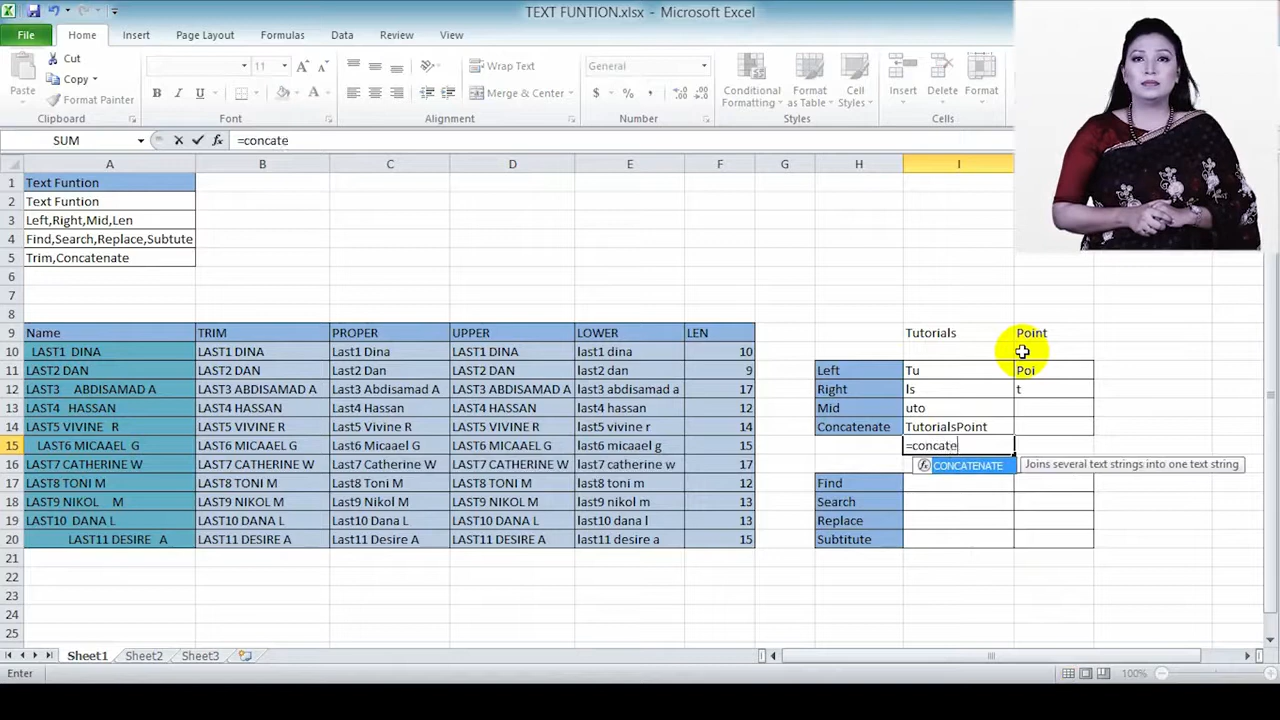 TEXT FUNTION.xlsx - Microsoft Excel
File Home Insert Page Layout Formulas Data Review View
Cut
Copy
Format Painter
Paste
11
Wrap Text
Merge & Center
General
Conditional Formatting
Format as Table
Cell Styles
Insert Delete Format
Clipboard Font Alignment Number Styles Cells
SUM =concate
A B C D E F G H I
1 Text Funtion
2 Text Funtion
3 Left,Right,Mid,Len
4 Find,Search,Replace,Subtute
5 Trim,Concatenate
6
7
8
9 Name TRIM PROPER UPPER LOWER LEN Tutorials Point
10 LAST1 DINA LAST1 DINA Last1 Dina LAST1 DINA last1 dina 10
11 LAST2 DAN LAST2 DAN Last2 Dan LAST2 DAN last2 dan 9 Left Tu Poi
12 LAST3 ABDISAMAD A LAST3 ABDISAMAD A Last3 Abdisamad A LAST3 ABDISAMAD A last3 abdisamad a 17 Right ls t
13 LAST4 HASSAN LAST4 HASSAN Last4 Hassan LAST4 HASSAN last4 hassan 12 Mid uto
14 LAST5 VIVINE R LAST5 VIVINE R Last5 Vivine R LAST5 VIVINE R last5 vivine r 14 Concatenate TutorialsPoint
15 LAST6 MICAAEL G LAST6 MICAAEL G Last6 Micaael G LAST6 MICAAEL G last6 micaael g 15 =concate
16 LAST7 CATHERINE W LAST7 CATHERINE W Last7 Catherine W LAST7 CATHERINE W last7 catherine w 17 CONCATENATE Joins several text strings into one text string
17 LAST8 TONI M LAST8 TONI M Last8 Toni M LAST8 TONI M last8 toni m 12 Find
18 LAST9 NIKOL M LAST9 NIKOL M Last9 Nikol M LAST9 NIKOL M last9 nikol m 13 Search
19 LAST10 DANA L LAST10 DANA L Last10 Dana L LAST10 DANA L last10 dana l 13 Replace
20 LAST11 DESIRE A LAST11 DESIRE A Last11 Desire A LAST11 DESIRE A last11 desire a 15 Subtitute
21
22
23
24
25
Sheet1 Sheet2 Sheet3
Enter 100%